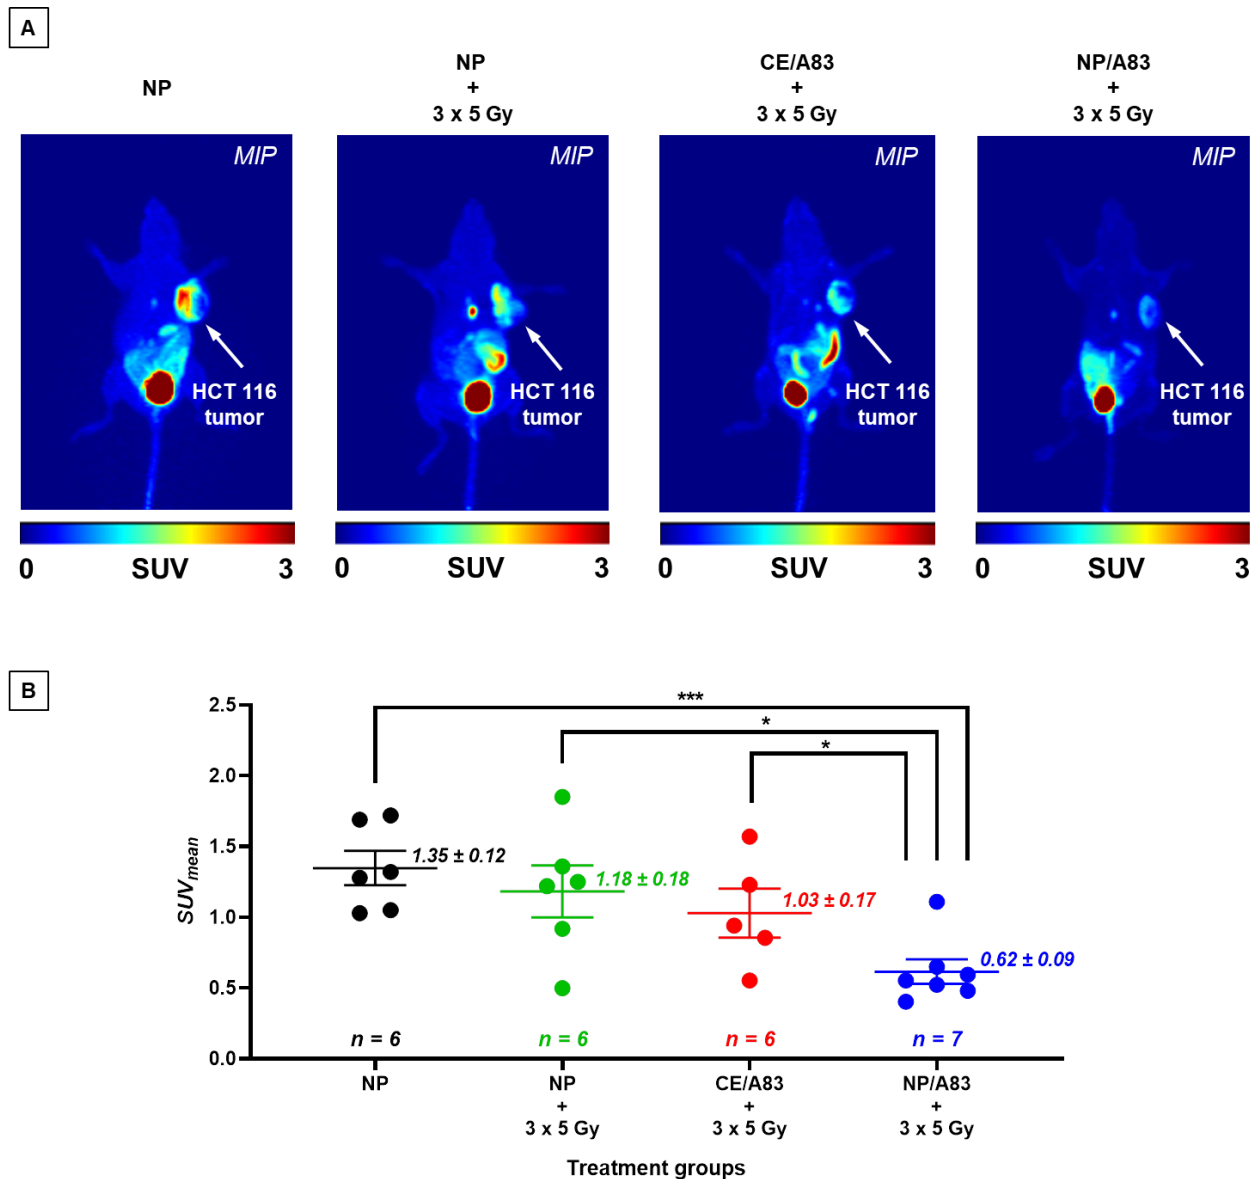 A
NP
NP
+
3 x 5 Gy
CE/A83
+
3 x 5 Gy
NP/A83
+
3 x 5 Gy
MIP
MIP
MIP
MIP
HCT 116
tumor
HCT 116
tumor
HCT 116
tumor
HCT 116
tumor
0 SUV 3
0 SUV 3
0 SUV 3
0 SUV 3
B
2.5
2.0
1.5
1.0
0.5
0.0
SUVmean
***
*
*
1.35 ± 0.12
1.18 ± 0.18
1.03 ± 0.17
0.62 ± 0.09
n = 6
n = 6
n = 6
n = 7
NP
NP
+
3 x 5 Gy
CE/A83
+
3 x 5 Gy
NP/A83
+
3 x 5 Gy
Treatment groups